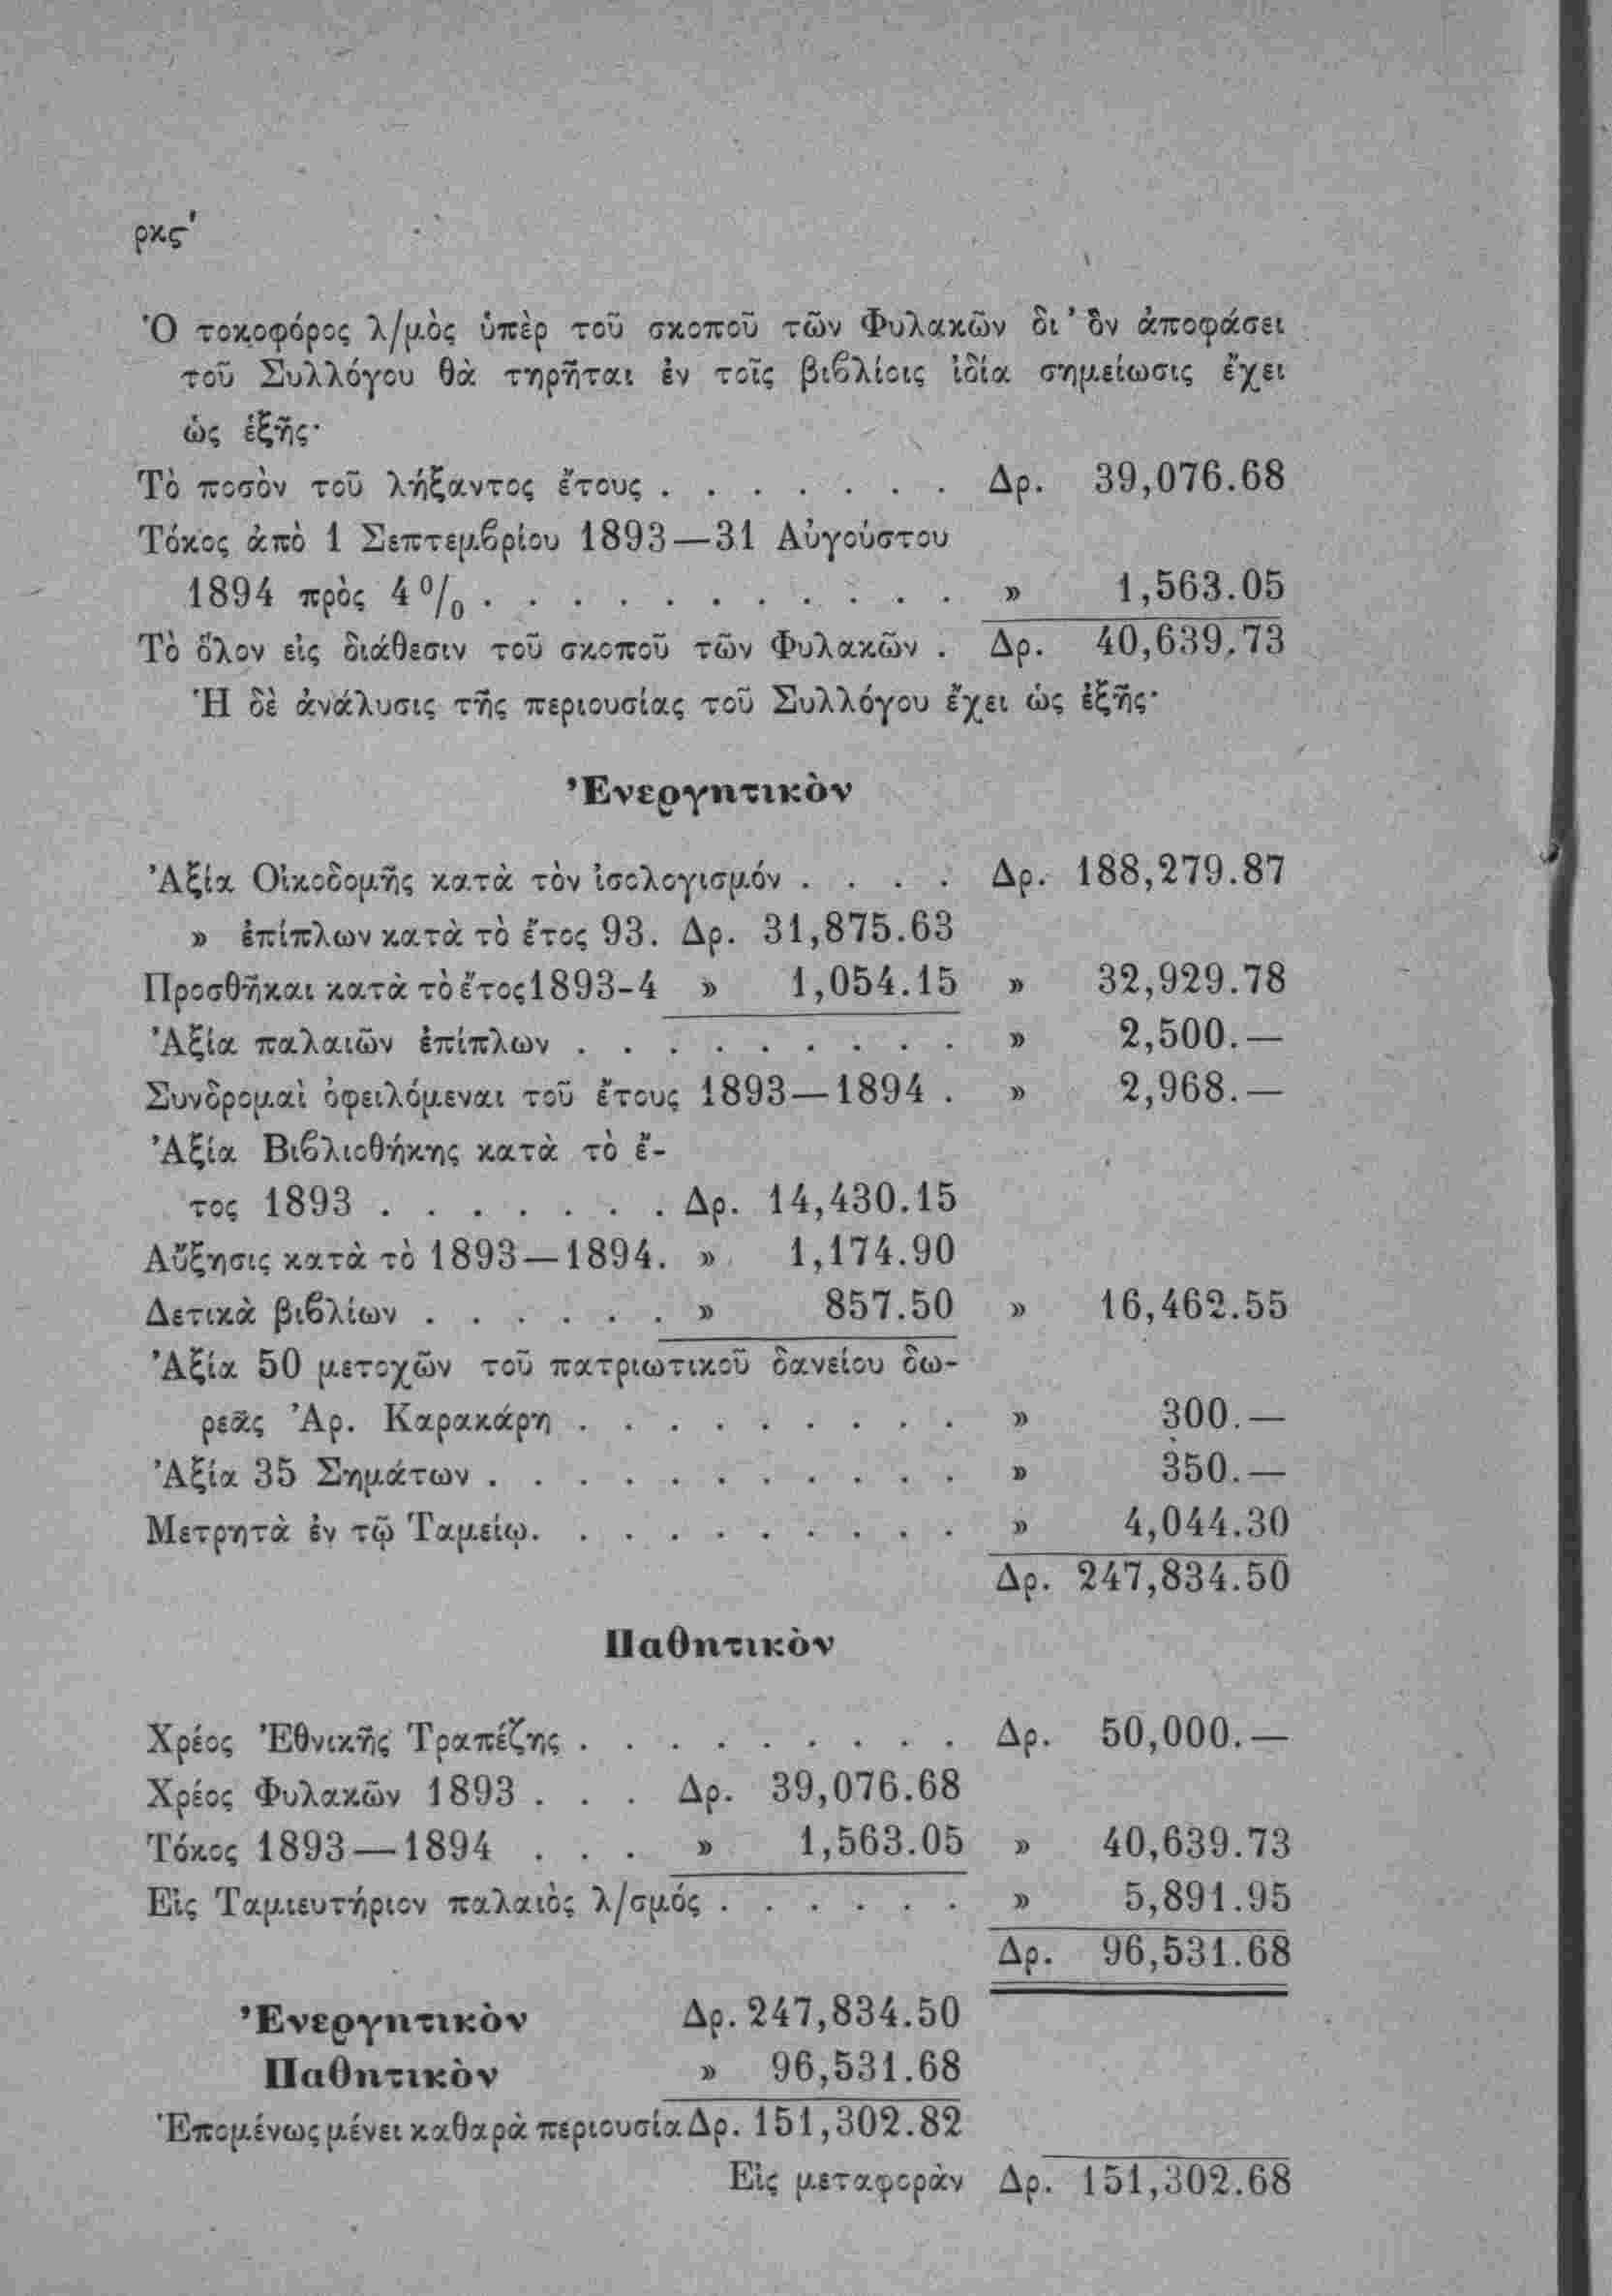 ρκϛ'
Ὁ τοκοφόρος λ/μὸς ὑπὲρ τοῦ σκοποῦ τῶν Φυλακῶν δι' ὃν ἀποφάσει
τοῦ Συλλόγου θὰ τηρῆται ἐν τοῖς βιβλίοις ἰδία σημείωσις ἔχει
ὡς ἑξῆς·
Τὸ ποσὸν τοῦ λήξαντος ἔτους . . . . . . . Δρ. 39,076.68
Τόκος ἀπὸ 1 Σεπτεμβρίου 1893—31 Αὐγούστου
1894 πρὸς 4 % . . . . . . . . . . . » 1,563.05
Τὸ ὅλον εἰς διάθεσιν τοῦ σκοποῦ τῶν Φυλακῶν . Δρ. 40,639.73
Ἡ δὲ ἀνάλυσις τῆς περιουσίας τοῦ Συλλόγου ἔχει ὡς ἑξῆς·
Ἐνεργητικὸν
Ἀξία Οἰκοδομῆς κατὰ τὸν ἰσολογισμόν . . . . Δρ. 188,279.87
» ἐπίπλων κατὰ τὸ ἔτος 93. Δρ. 31,875.63
Προσθῆκαι κατὰ τὸ ἔτος 1893-4 » 1,054.15 » 32,929.78
Ἀξία παλαιῶν ἐπίπλων . . . . . . . . . » 2,500.—
Συνδρομαὶ ὀφειλόμεναι τοῦ ἔτους 1893—1894 . » 2,968.—
Ἀξία Βιβλιοθήκης κατὰ τὸ ἔ-
τος 1893 . . . . . . . Δρ. 14,430.15
Αὔξησις κατὰ τὸ 1893—1894. » 1,174.90
Δετικὰ βιβλίων . . . . . . » 857.50 » 16,462.55
Ἀξία 50 μετοχῶν τοῦ πατριωτικοῦ δανείου δω-
ρεᾶς Ἀρ. Καρακάρη . . . . . . . . . » 300.—
Ἀξία 35 Σημάτων . . . . . . . . . . . » 350.—
Μετρητὰ ἐν τῷ Ταμείῳ. . . . . . . . . . » 4,044.30
Δρ. 247,834.50
Παθητικὸν
Χρέος Ἐθνικῆς Τραπέζης . . . . . . . . . Δρ. 50,000.—
Χρέος Φυλακῶν 1893 . . . Δρ. 39,076.68
Τόκος 1893—1894 . . . » 1,563.05 » 40,639.73
Εἰς Ταμιευτήριον παλαιὸς λ/σμός . . . . . . » 5,891.95
Δρ. 96,531.68
Ἐνεργητικὸν Δρ. 247,834.50
Παθητικὸν » 96,531.68
Ἑπομένως μένει καθαρὰ περιουσία Δρ. 151,302.82
Εἰς μεταφορὰν Δρ. 151,302.68